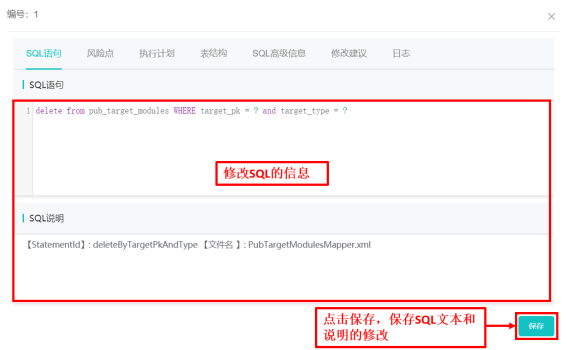 编号：1
SQL语句 风险点 执行计划 表结构 SQL高级信息 修改建议 日志
SQL语句
1 delete from pub_target_modules WHERE target_pk = ? and target_type = ?
修改SQL的信息
SQL说明
【StatementId】: deleteByTargetPkAndType 【文件名 】: PubTargetModulesMapper.xml
点击保存，保存SQL文本和
说明的修改
保存